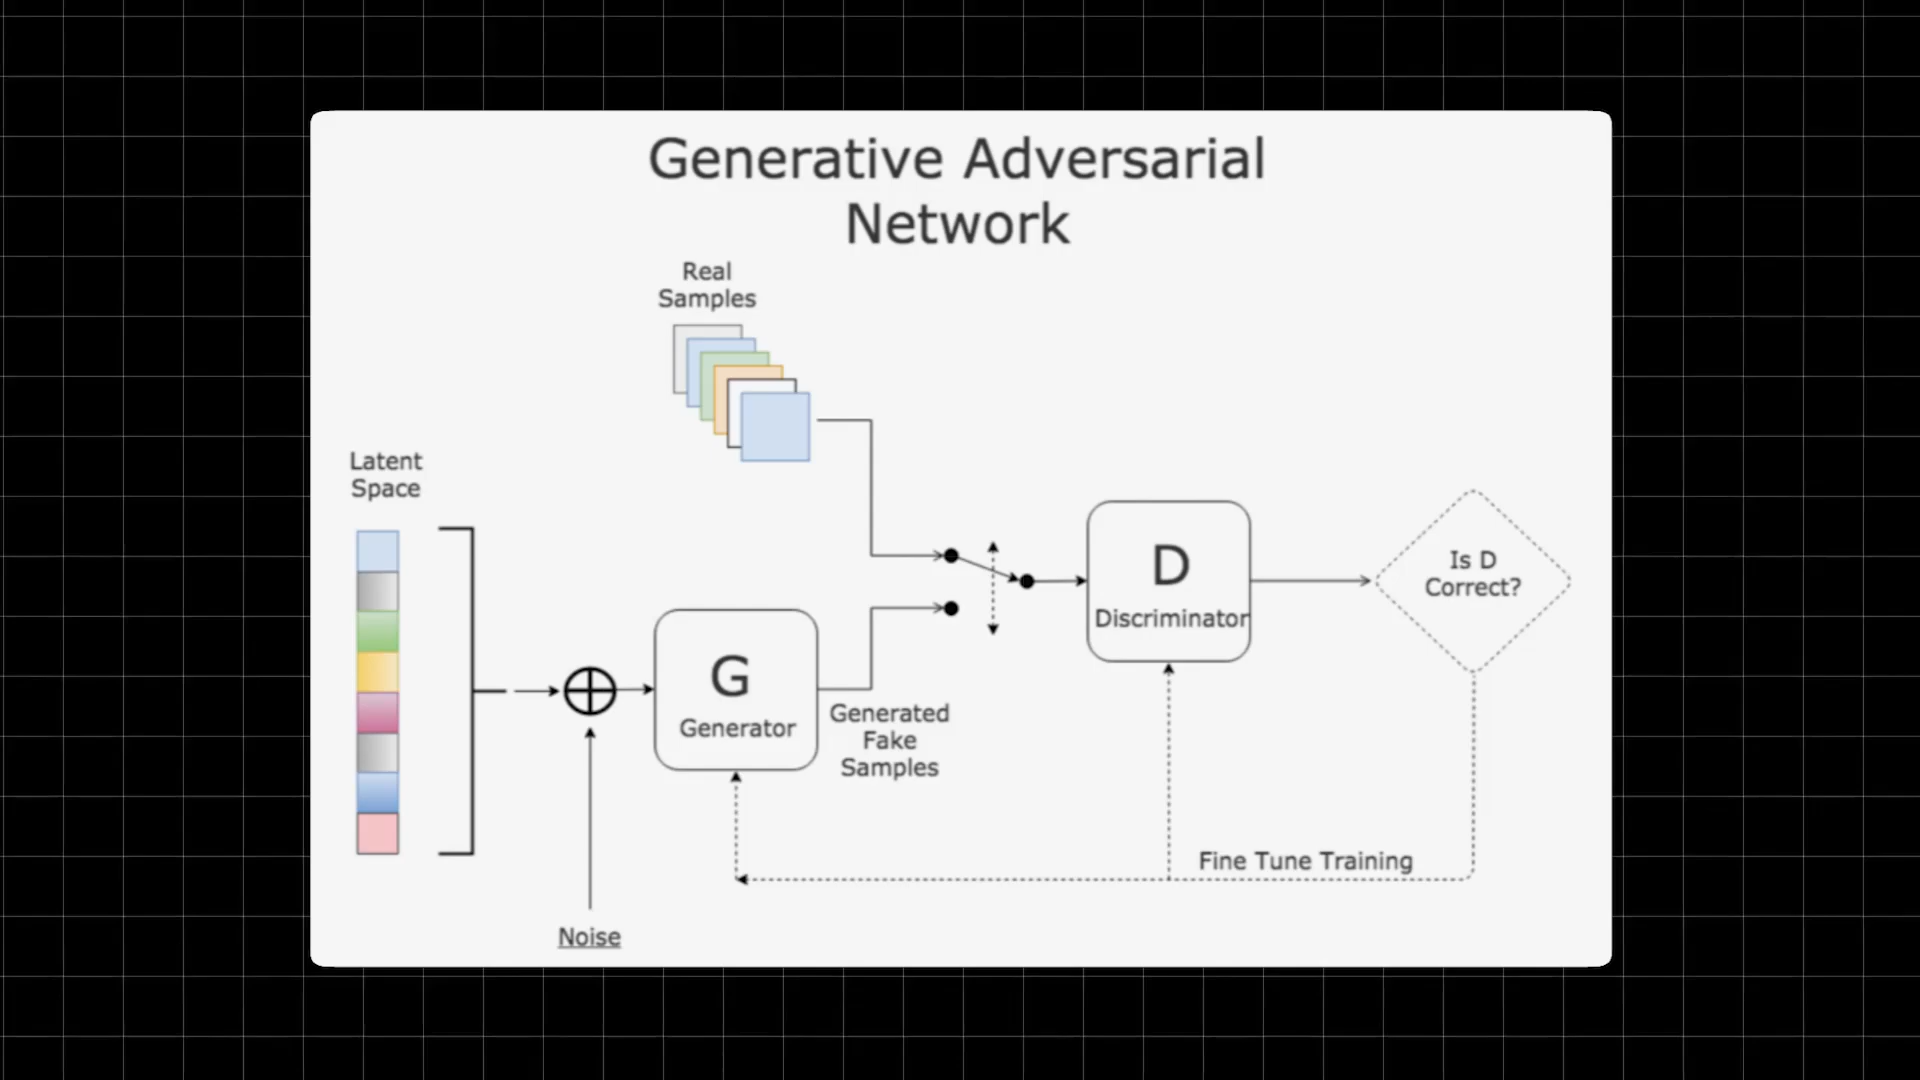 Generative Adversarial
Network
Real
Samples
Latent
Space
Is D
Correct?
D
Discriminator
G
Generator
Generated
Fake
Samples
Fine Tune Training
Noise